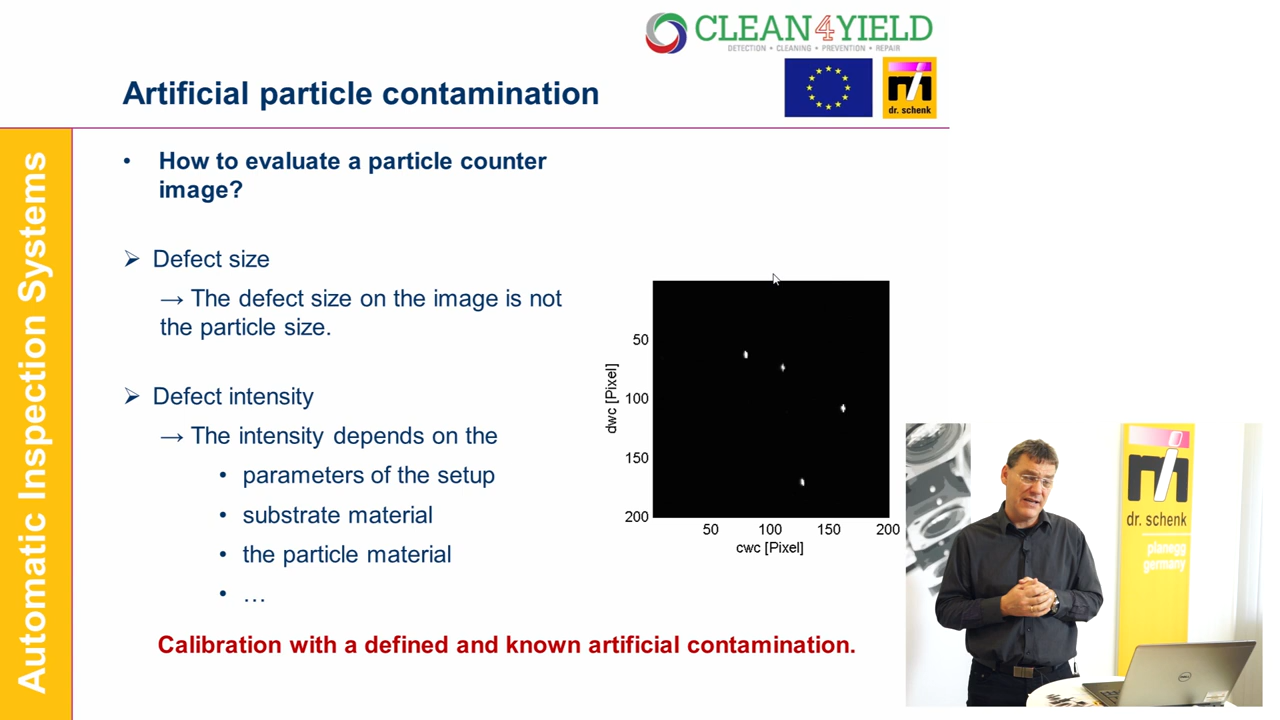 CLEAN4YIELD
DETECTION • CLEANING • PREVENTION • REPAIR
dr. schenk
Artificial particle contamination
Automatic Inspection Systems
• How to evaluate a particle counter
image?
➢ Defect size
→ The defect size on the image is not
the particle size.
➢ Defect intensity
→ The intensity depends on the
• parameters of the setup
• substrate material
• the particle material
• …
Calibration with a defined and known artificial contamination.
dwc [Pixel]
50
100
150
200
50 100 150 200
cwc [Pixel]
dr. schenk
planegg
germany
DELL